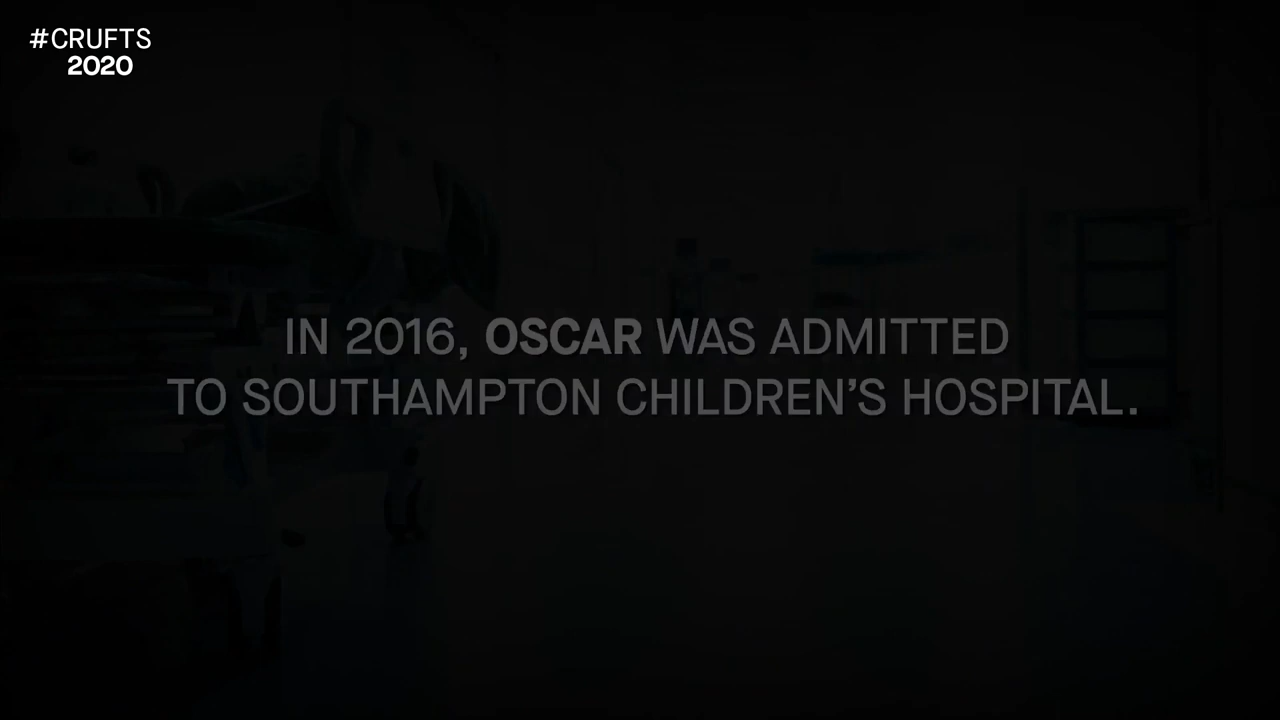 #CRUFTS
2020
IN 2016, OSCAR WAS ADMITTED
TO SOUTHAMPTON CHILDREN’S HOSPITAL.